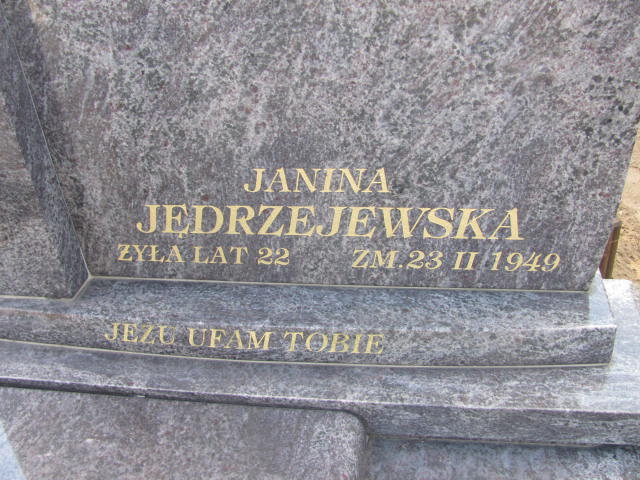 JANINA
JĘDRZEJEWSKA
ŻYŁA LAT 22 ZM. 23 II 1949
JEZU UFAM TOBIE